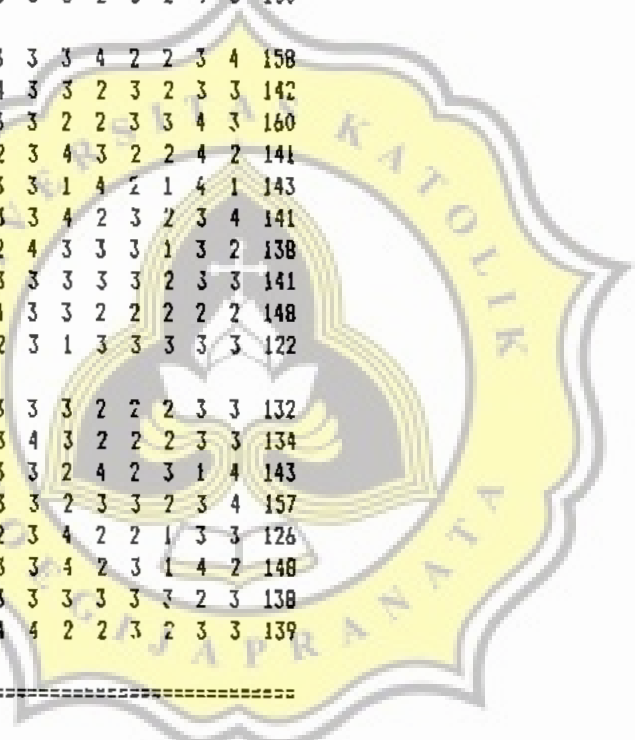 3 3 4 2 2 3 4 158
3 3 2 3 2 3 3 142
3 2 2 3 3 4 3 160
3 4 3 2 2 4 2 141
3 1 4 2 1 4 1 143
3 4 2 3 2 3 4 141
4 3 3 3 1 3 2 138
3 3 3 3 2 3 3 141
3 3 2 2 2 2 2 148
3 1 3 3 3 3 3 122
3 3 2 2 2 3 3 132
4 3 2 2 2 3 3 134
3 2 4 2 3 1 4 143
3 2 3 3 2 3 4 157
3 4 2 2 1 3 3 126
3 4 2 3 1 4 2 148
3 3 3 3 3 2 3 138
4 2 2 3 2 3 3 139
KATOLIK